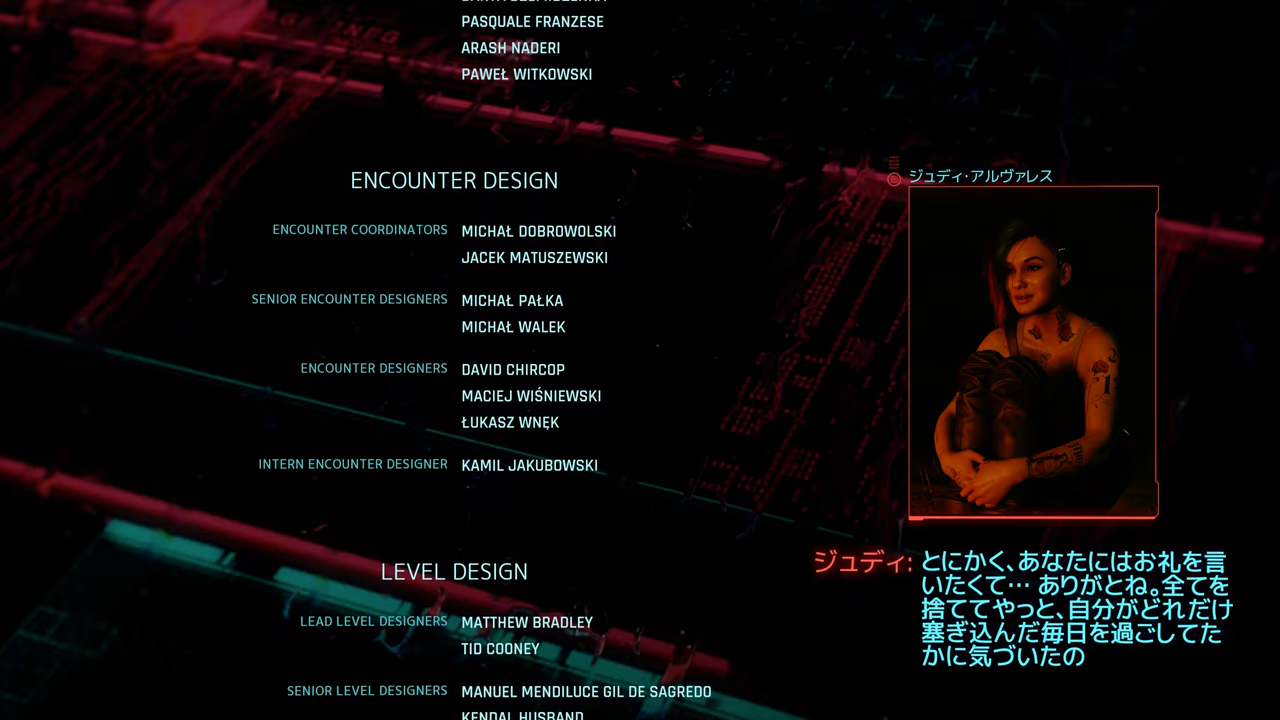 PASQUALE FRANZESE
ARASH NADERI
PAWEŁ WITKOWSKI
ENCOUNTER DESIGN
ENCOUNTER COORDINATORS MICHAŁ DOBROWOLSKI
JACEK MATUSZEWSKI
SENIOR ENCOUNTER DESIGNERS MICHAŁ PAŁKA
MICHAŁ WALEK
ENCOUNTER DESIGNERS DAVID CHIRCOP
MACIEJ WIŚNIEWSKI
ŁUKASZ WNĘK
INTERN ENCOUNTER DESIGNER KAMIL JAKUBOWSKI
LEVEL DESIGN
LEAD LEVEL DESIGNERS MATTHEW BRADLEY
TID COONEY
SENIOR LEVEL DESIGNERS MANUEL MENDILUCE GIL DE SAGREDO
KENDAL HUSBAND
ジュディ・アルヴァレス
ジュディ: とにかく、あなたにはお礼を言
いたくて… ありがとね。全てを
捨ててやっと、自分がどれだけ
塞ぎ込んだ毎日を過ごしてた
かに気づいたの